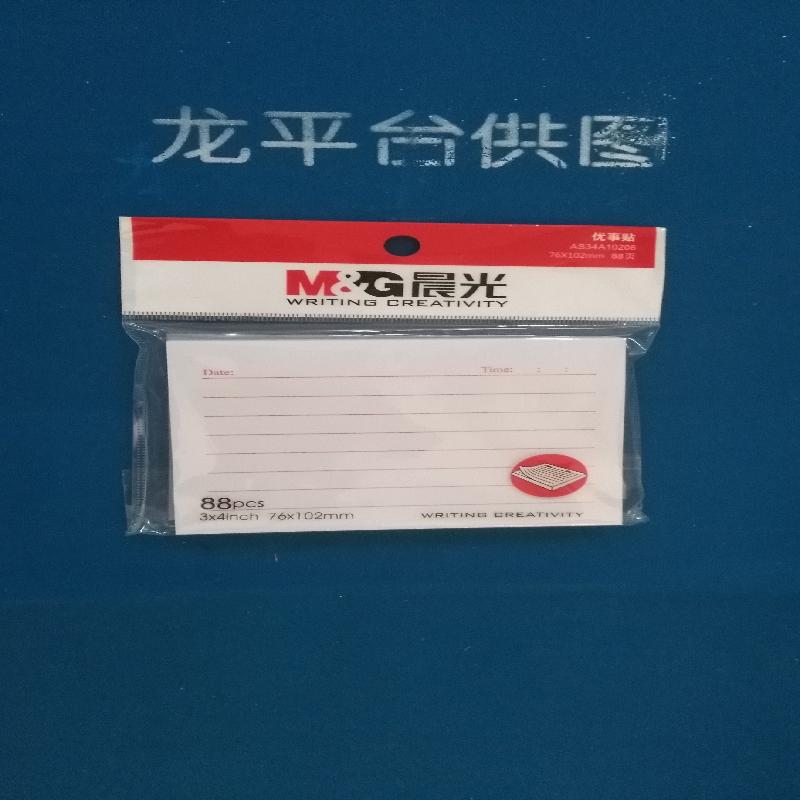 龙平台供图
优事贴
AS34A10206
76X102mm 88页
M&G晨光
WRITING CREATIVITY
Date: Time: : :
88pcs
3x4inch 76x102mm
WRITING CREATIVITY